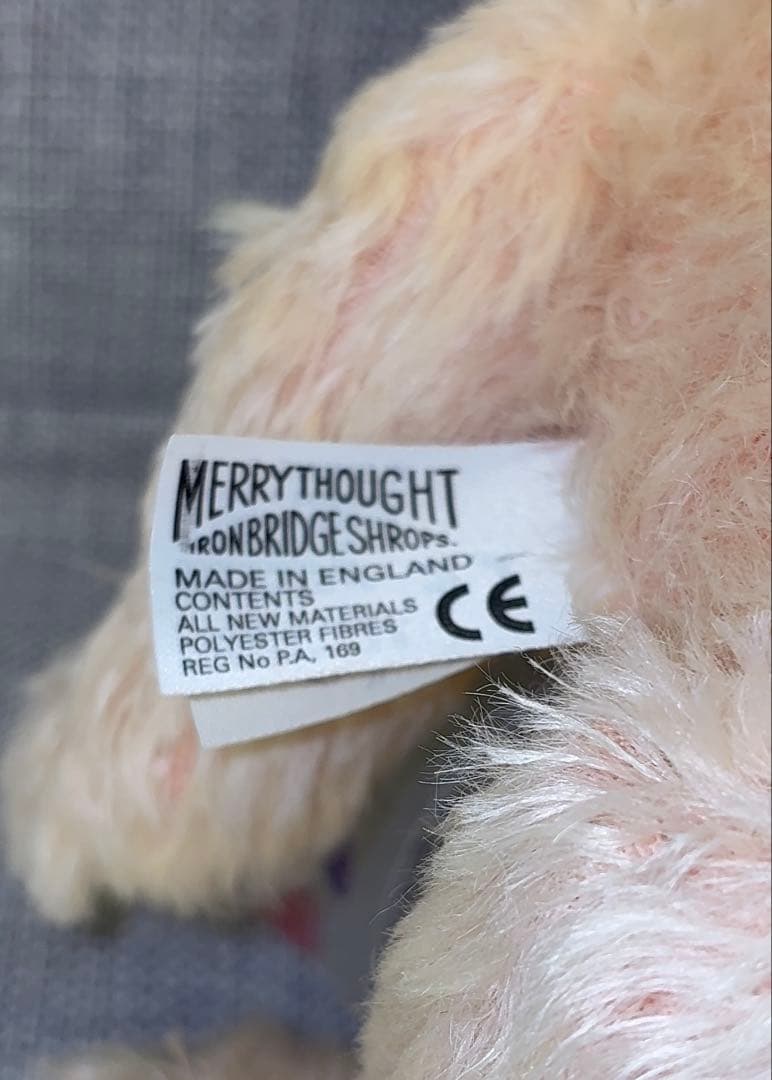 MERRYTHOUGHT
IRONBRIDGE SHROPS.
MADE IN ENGLAND
CONTENTS
ALL NEW MATERIALS
POLYESTER FIBRES
REG No P.A, 169
CE